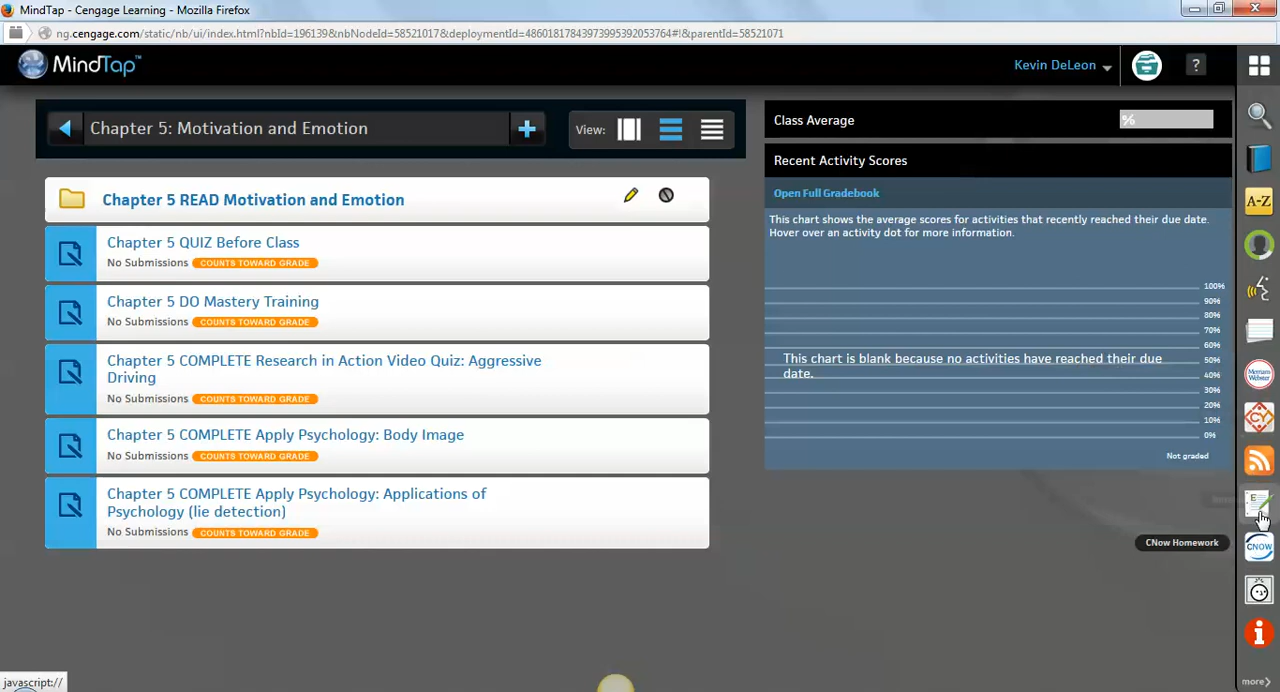 MindTap - Cengage Learning - Mozilla Firefox
ng.cengage.com/static/nb/ui/index.html?nbId=196139&nbNodeId=58521017&deploymentId=48601817843973995392053764#!&parentId=58521071
MindTap™
Kevin DeLeon
?
Chapter 5: Motivation and Emotion
View:
Class Average
%
Recent Activity Scores
Open Full Gradebook
This chart shows the average scores for activities that recently reached their due date.
Hover over an activity dot for more information.
Chapter 5 READ Motivation and Emotion
Chapter 5 QUIZ Before Class
No Submissions COUNTS TOWARD GRADE
Chapter 5 DO Mastery Training
No Submissions COUNTS TOWARD GRADE
Chapter 5 COMPLETE Research in Action Video Quiz: Aggressive
Driving
No Submissions COUNTS TOWARD GRADE
Chapter 5 COMPLETE Apply Psychology: Body Image
No Submissions COUNTS TOWARD GRADE
Chapter 5 COMPLETE Apply Psychology: Applications of
Psychology (lie detection)
No Submissions COUNTS TOWARD GRADE
100%
90%
80%
70%
60%
50%
40%
30%
20%
10%
0%
This chart is blank because no activities have reached their due
date.
Not graded
A-Z
Merriam
Webster
CY
E
CNow Homework
CNOW
i
more>
javascript://